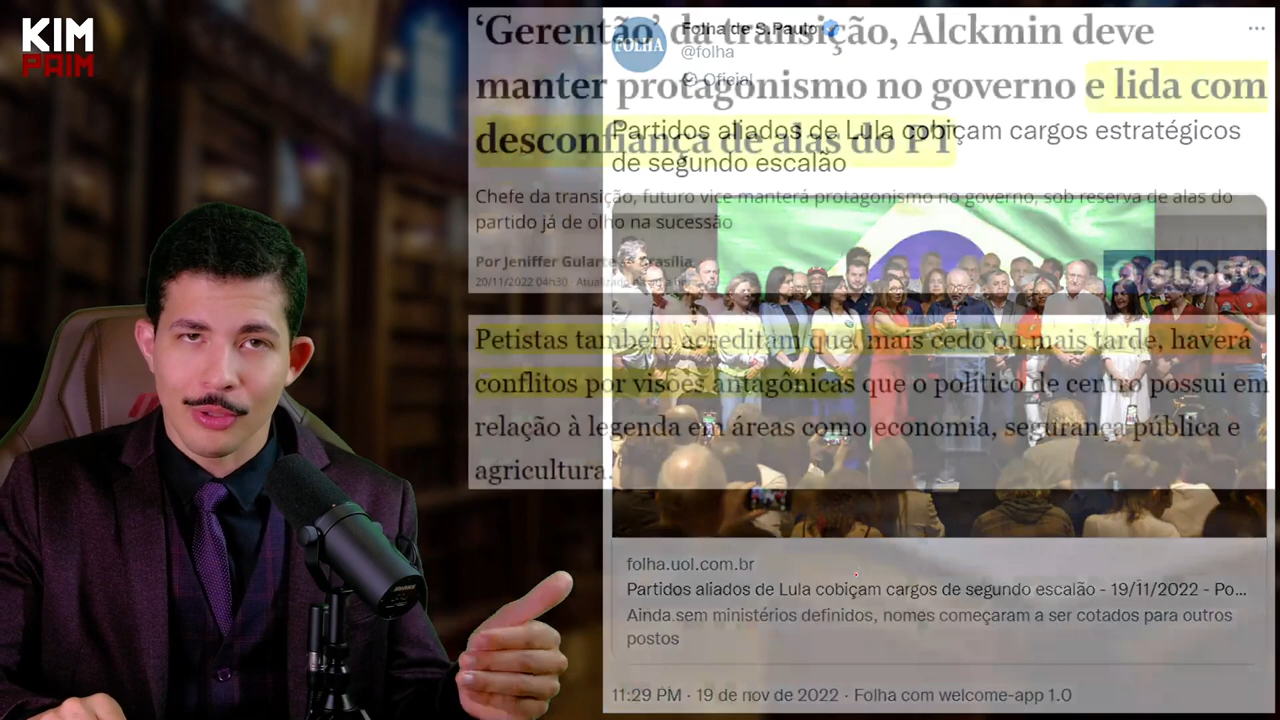 KIM
PAIM
‘Gerentão’ da transição, Alckmin deve
manter protagonismo no governo e lida com
desconfiança de alas do PT
Chefe da transição, futuro vice manterá protagonismo no governo, sob reserva de alas do
partido já de olho na sucessão
Por Jeniffer Gularte Brasília
20/11/2022 04h30 · Atualizado
O GLOBO
Petistas também acreditam que, mais cedo ou mais tarde, haverá
conflitos por visões antagônicas que o político de centro possui em
relação à legenda em áreas como economia, segurança pública e
agricultura.
FOLHA
Folha de S.Paulo
@folha
Oficial
Partidos aliados de Lula cobiçam cargos estratégicos
de segundo escalão
folha.uol.com.br
Partidos aliados de Lula cobiçam cargos de segundo escalão - 19/11/2022 - Po...
Ainda sem ministérios definidos, nomes começaram a ser cotados para outros
postos
11:29 PM · 19 de nov de 2022 · Folha com welcome-app 1.0